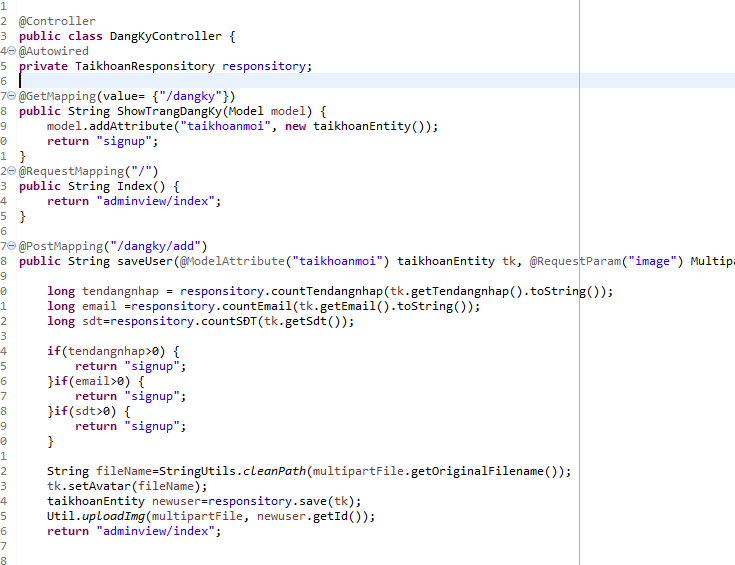 1
2 @Controller
3 public class DangKyController {
4 @Autowired
5 private TaikhoanResponsitory responsitory;
6
7 @GetMapping(value= {"/dangky"})
8 public String ShowTrangDangKy(Model model) {
9     model.addAttribute("taikhoanmoi", new taikhoanEntity());
0     return "signup";
1 }
2 @RequestMapping("/")
3 public String Index() {
4     return "adminview/index";
5 }
6
7 @PostMapping("/dangky/add")
8 public String saveUser(@ModelAttribute("taikhoanmoi") taikhoanEntity tk, @RequestParam("image") Multipa
9
0     long tendangnhap = responsitory.countTendangnhap(tk.getTendangnhap().toString());
1     long email =responsitory.countEmail(tk.getEmail().toString());
2     long sdt=responsitory.countSĐT(tk.getSdt());
3
4     if(tendangnhap>0) {
5         return "signup";
6     }if(email>0) {
7         return "signup";
8     }if(sdt>0) {
9         return "signup";
0     }
1
2     String fileName=StringUtils.cleanPath(multipartFile.getOriginalFilename());
3     tk.setAvatar(fileName);
4     taikhoanEntity newuser=responsitory.save(tk);
5     Util.uploadImg(multipartFile, newuser.getId());
6     return "adminview/index";
7
8